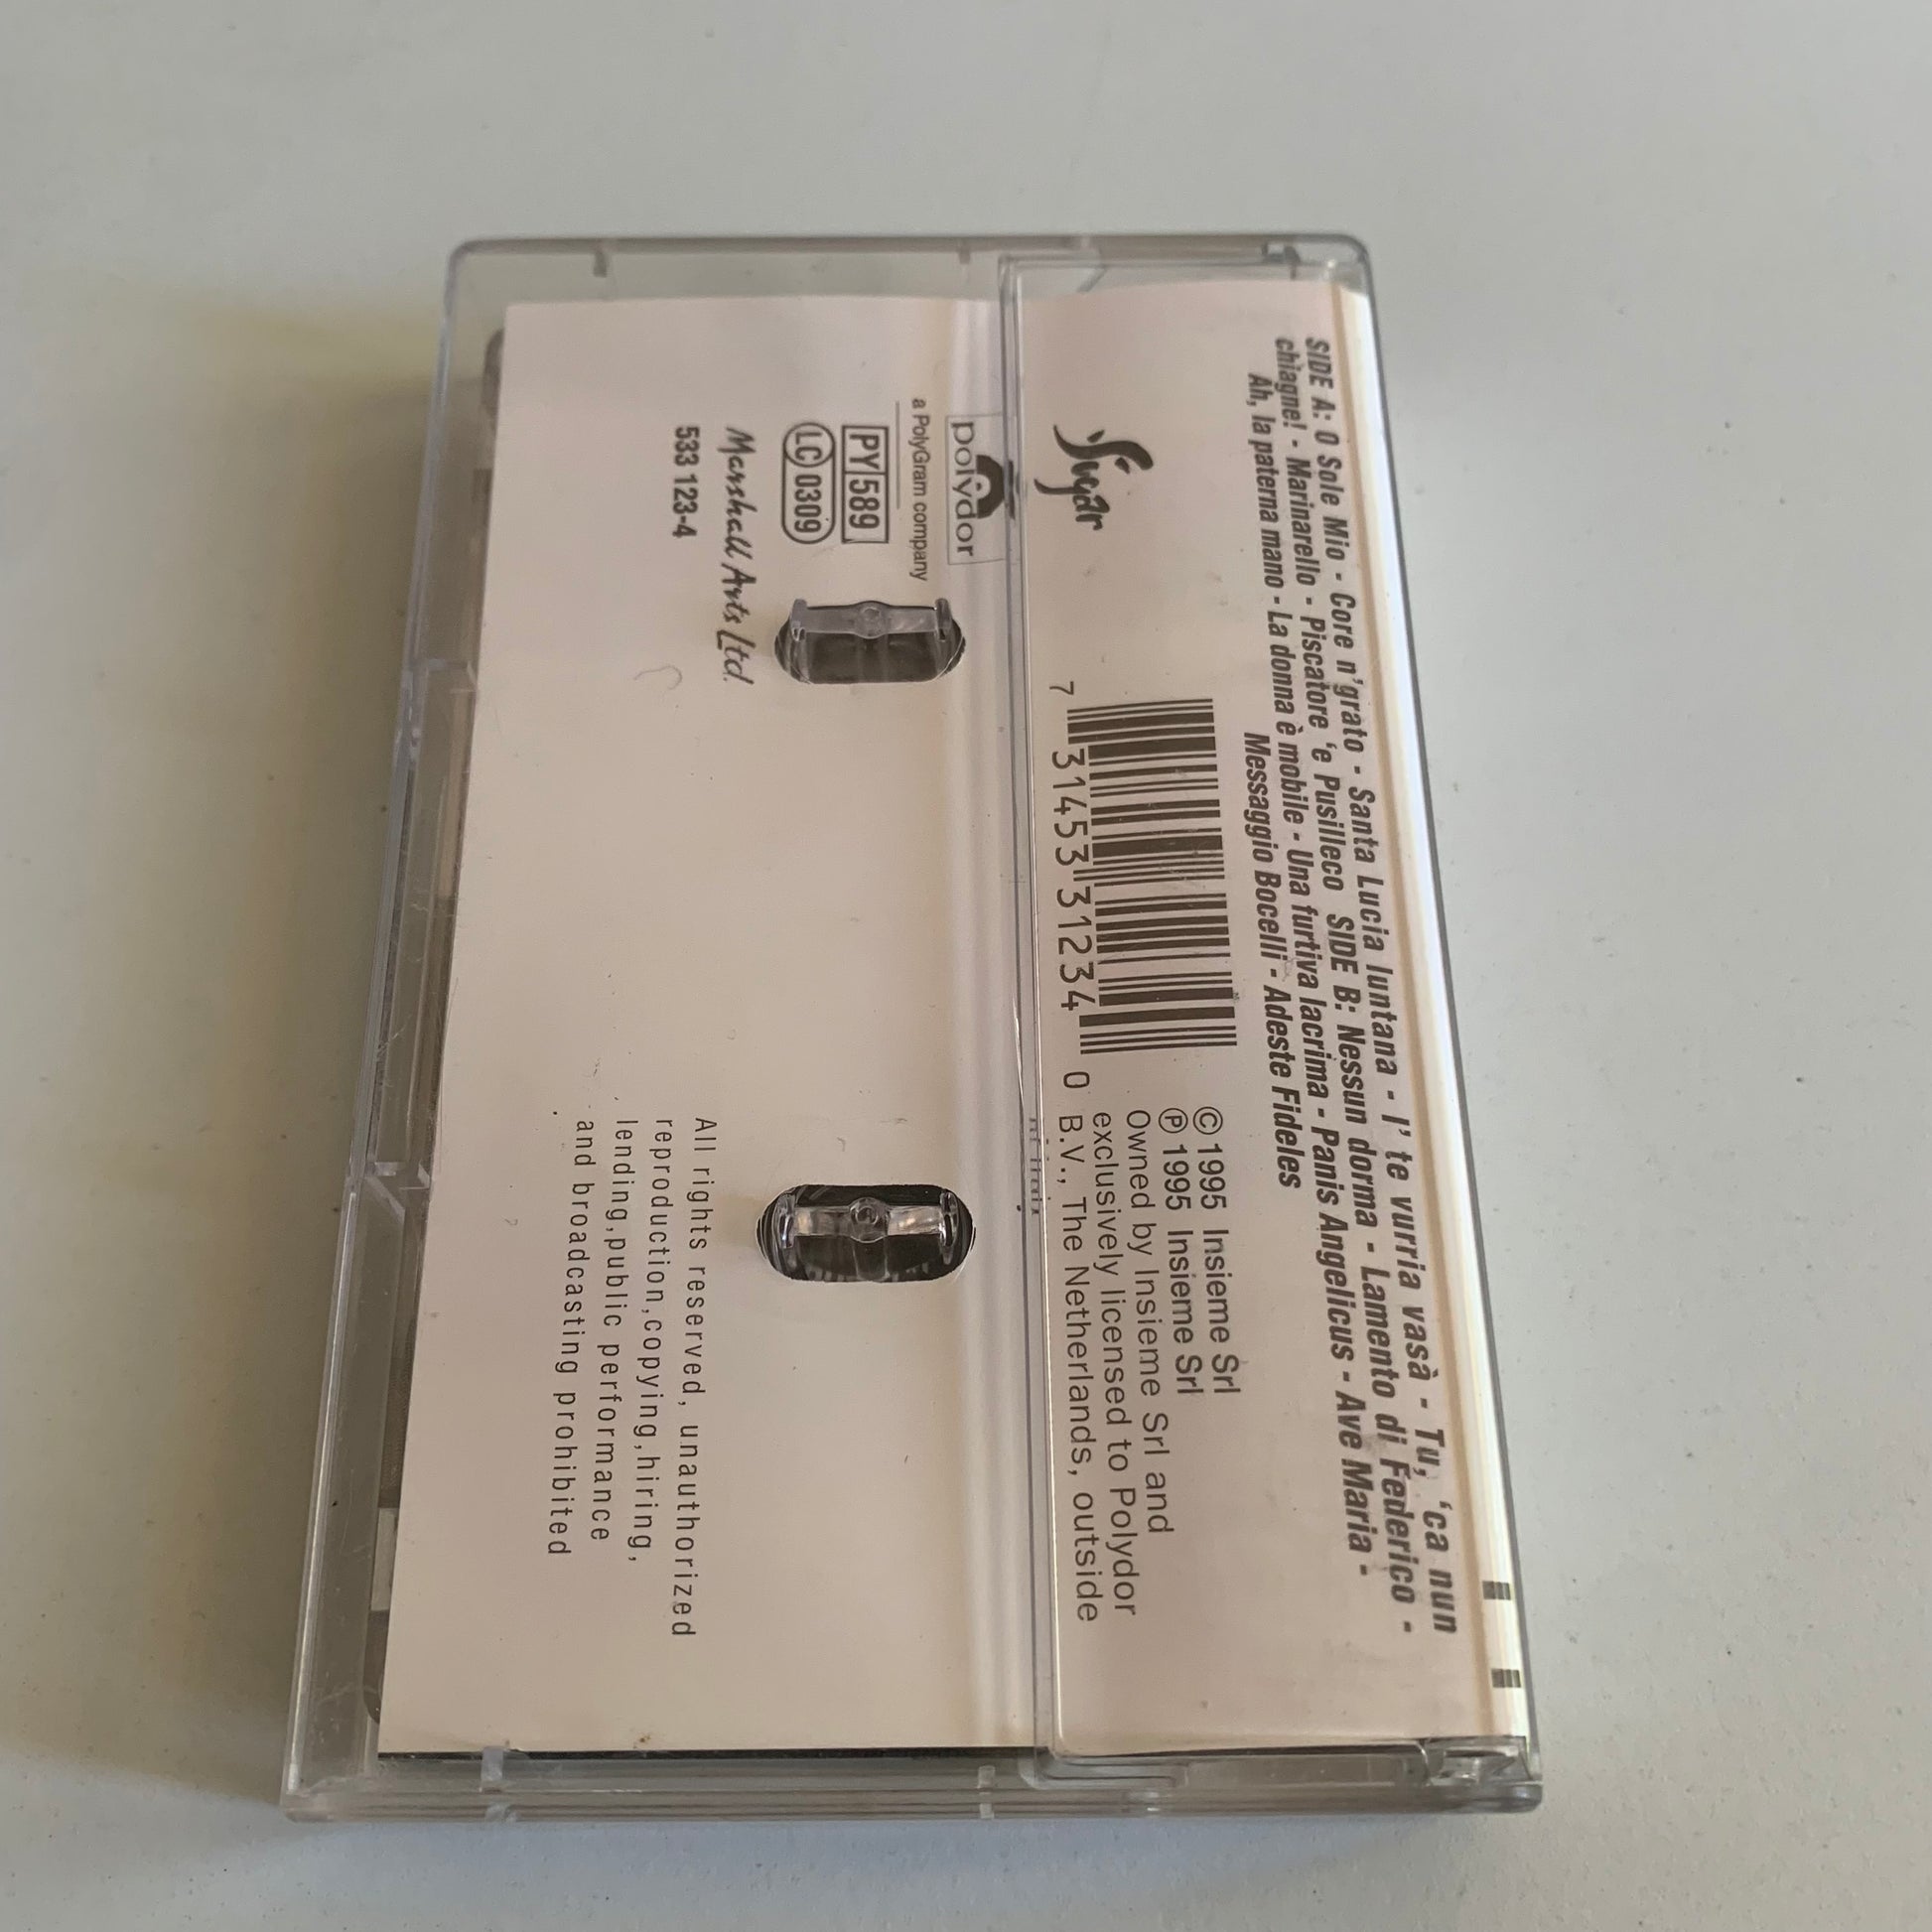 SIDE A: O Sole Mio - Core n'grato - Santa Lucia luntana - I' te vurria vasà - Tu, 'ca nun
chiagne! - Marinarello - Piscatore 'e Pusilleco SIDE B: Nessun dorma - Lamento di Federico -
Ah, la paterna mano - La donna è mobile - Una furtiva lacrima - Panis Angelicus - Ave Maria -
Messaggio Bocelli - Adeste Fideles
Sugar
7 31453 31234 0
© 1995 Insieme Srl
℗ 1995 Insieme Srl
Owned by Insieme Srl and
exclusively licensed to Polydor
B.V., The Netherlands, outside
polydor
a PolyGram company
PY 589
LC 0309
Marshall Arts Ltd.
533 123-4
All rights reserved, unauthorized
reproduction,copying,hiring,
lending,public performance
and broadcasting prohibited